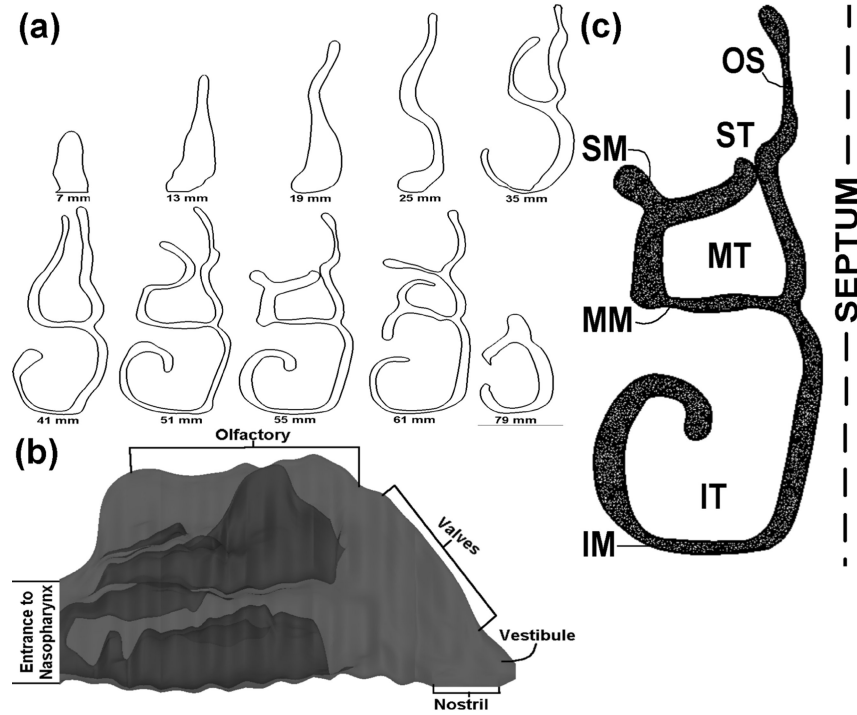 (a)
7 mm
13 mm
19 mm
25 mm
35 mm
41 mm
51 mm
55 mm
61 mm
79 mm
(b)
Olfactory
Valves
Vestibule
Nostril
Entrance to
Nasopharynx
(c)
OS
ST
SM
MT
MM
IT
IM
SEPTUM